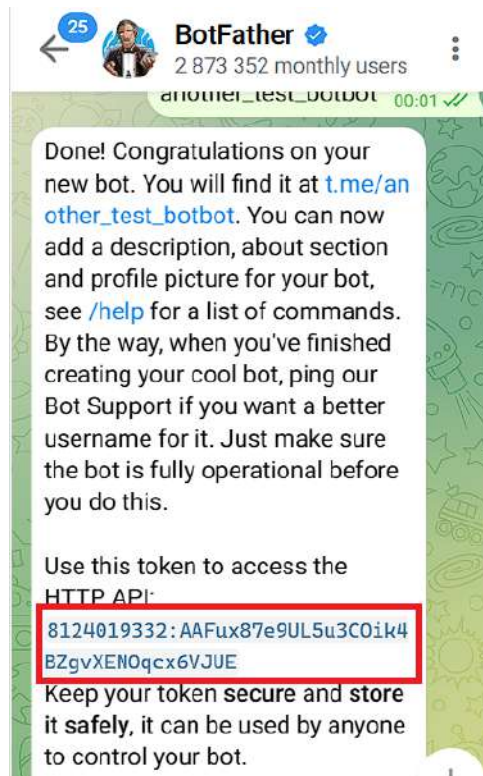 25
BotFather
2 873 352 monthly users
another_test_botbot 00:01
Done! Congratulations on your
new bot. You will find it at t.me/an
other_test_botbot. You can now
add a description, about section
and profile picture for your bot,
see /help for a list of commands.
By the way, when you've finished
creating your cool bot, ping our
Bot Support if you want a better
username for it. Just make sure
the bot is fully operational before
you do this.
Use this token to access the
HTTP API:
8124019332:AAFux87e9UL5u3COik4
BZgvXENOqcx6VJUE
Keep your token secure and store
it safely, it can be used by anyone
to control your bot.